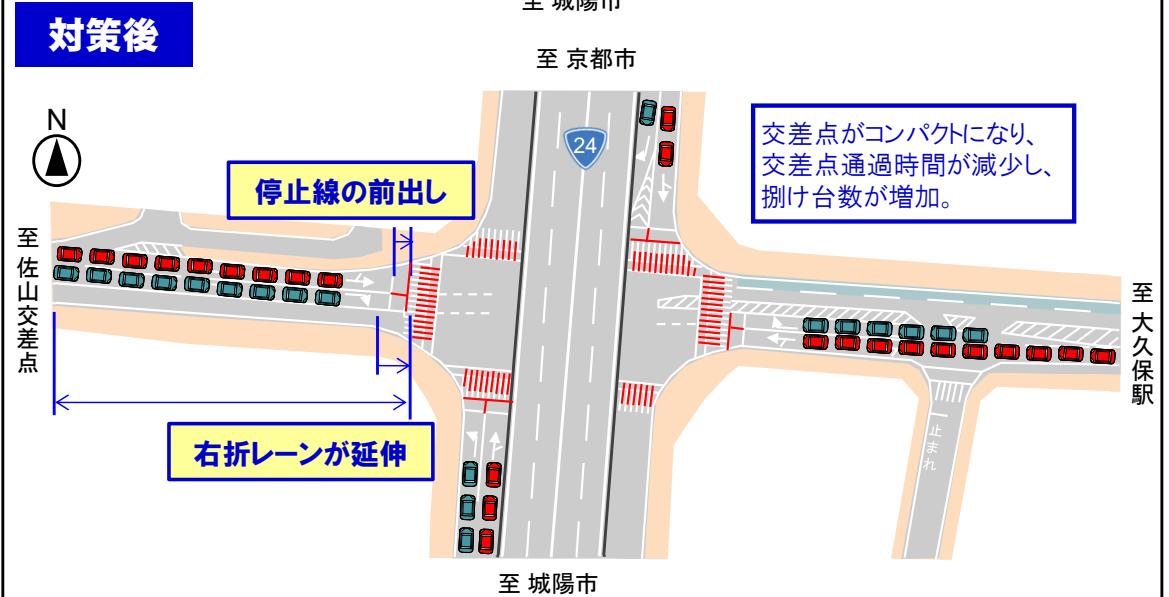 至 城陽市
対策後
至 京都市
N
24
交差点がコンパクトになり、
交差点通過時間が減少し、
捌け台数が増加。
停止線の前出し
至 佐山交差点
至 大久保駅
右折レーンが延伸
止まれ
至 城陽市